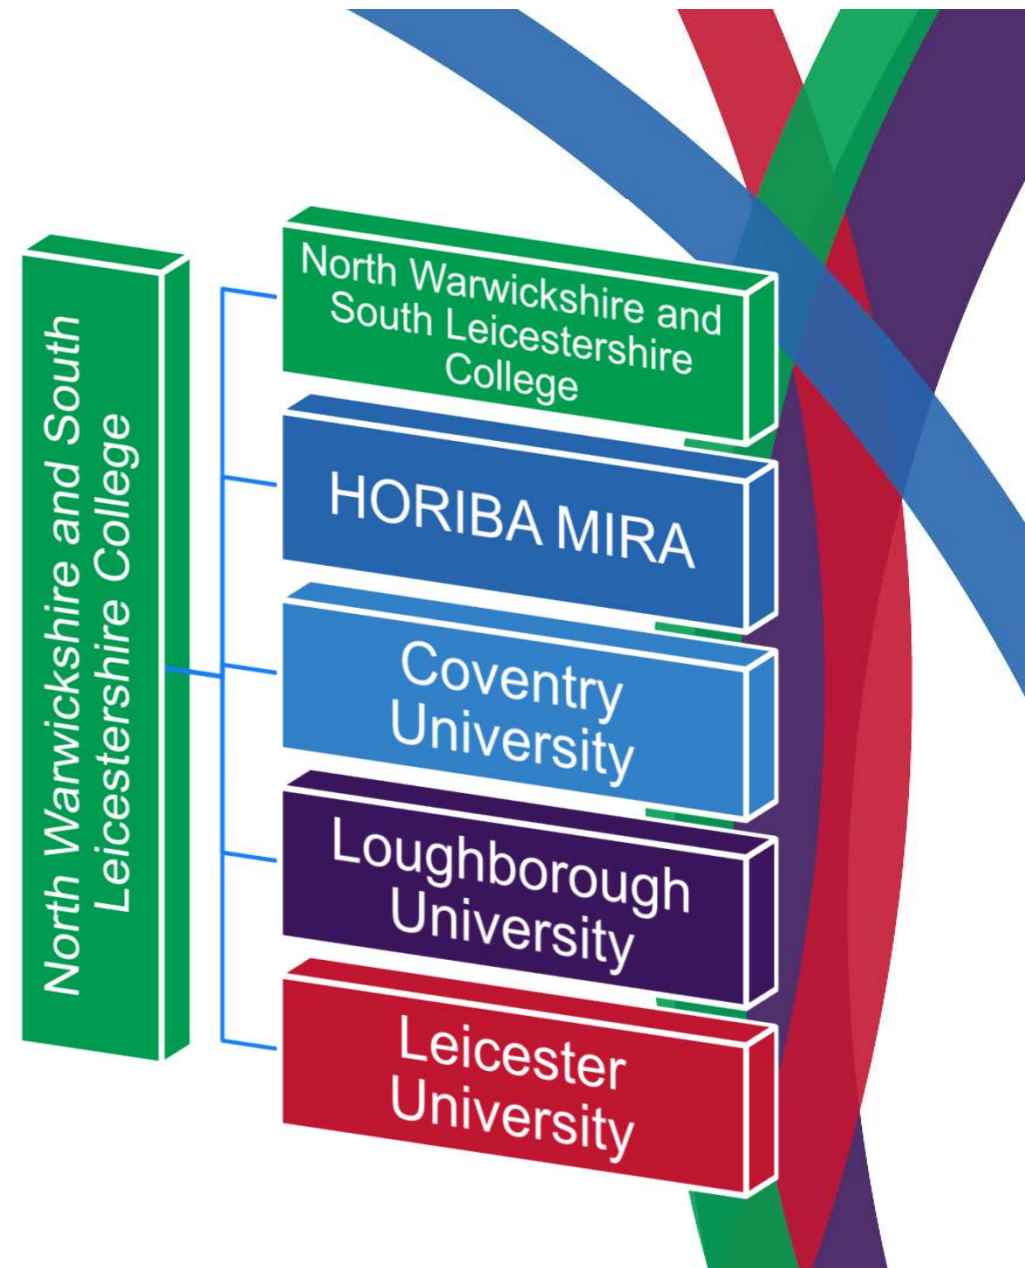 North Warwickshire and South
Leicestershire College
North Warwickshire and
South Leicestershire
College
HORIBA MIRA
Coventry
University
Loughborough
University
Leicester
University